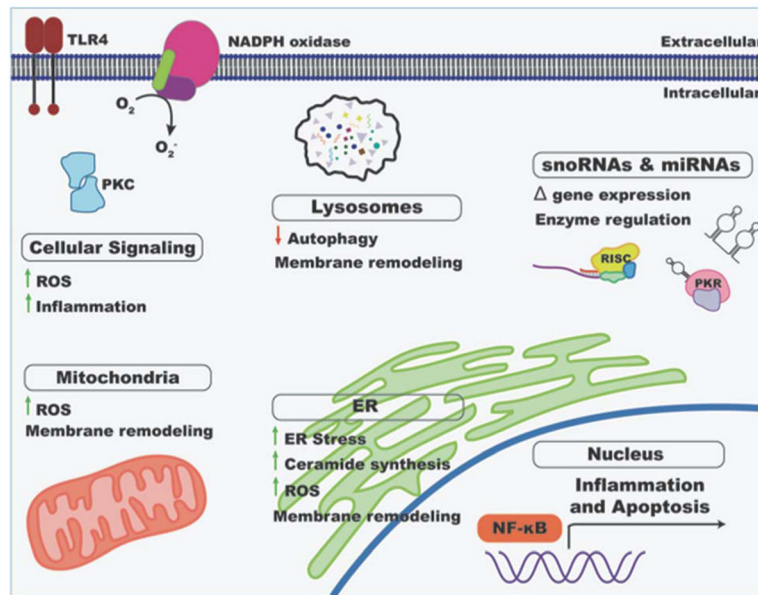 TLR4
NADPH oxidase
Extracellular
Intracellular
O₂
O₂⁻
PKC
Cellular Signaling
↑ ROS
↑ Inflammation
Lysosomes
↓ Autophagy
Membrane remodeling
snoRNAs & miRNAs
Δ gene expression
Enzyme regulation
RISC
PKR
Mitochondria
↑ ROS
Membrane remodeling
ER
↑ ER Stress
↑ Ceramide synthesis
↑ ROS
Membrane remodeling
Nucleus
Inflammation
and Apoptosis
NF-κB